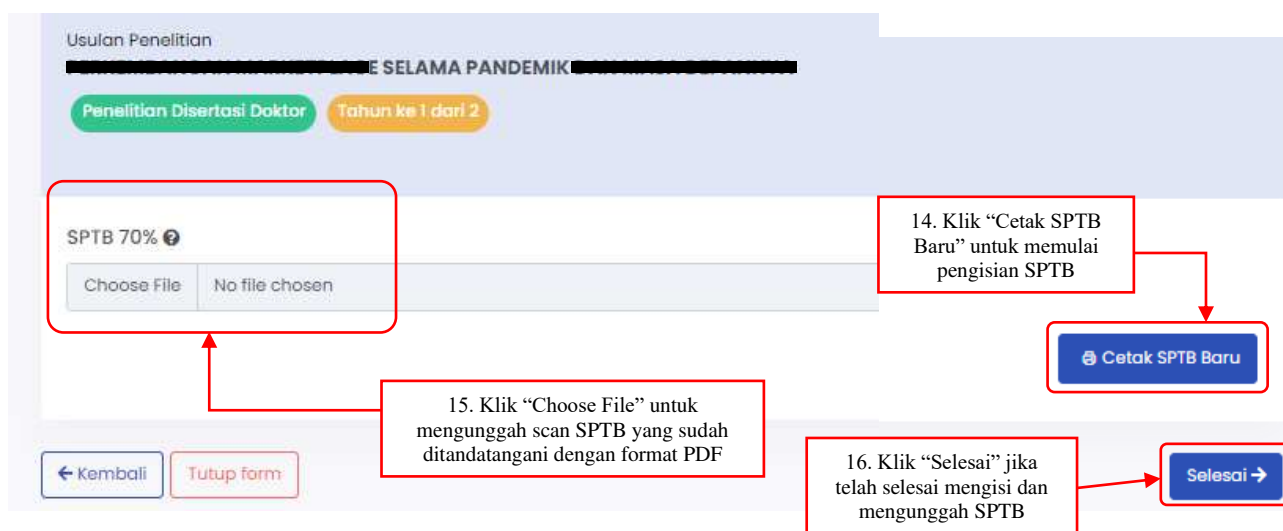 Usulan Penelitian
E SELAMA PANDEMIK
Penelitian Disertasi Doktor
Tahun ke 1 dari 2
SPTB 70%
Choose File
No file chosen
14. Klik “Cetak SPTB
Baru” untuk memulai
pengisian SPTB
Cetak SPTB Baru
15. Klik “Choose File” untuk
mengunggah scan SPTB yang sudah
ditandatangani dengan format PDF
Kembali
Tutup form
16. Klik “Selesai” jika
telah selesai mengisi dan
mengunggah SPTB
Selesai